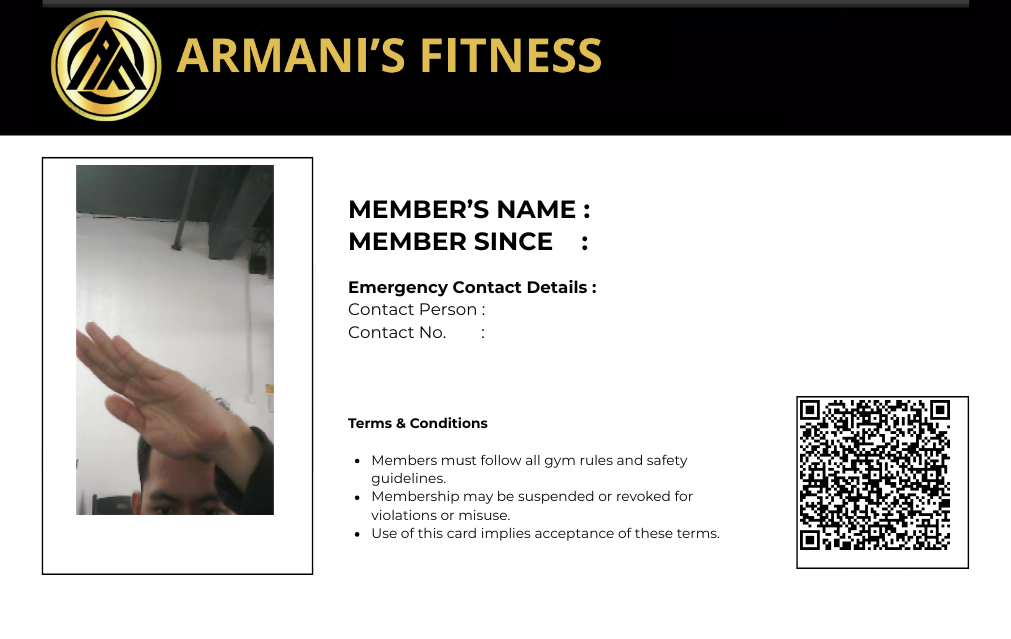 ARMANI’S FITNESS
MEMBER’S NAME :
MEMBER SINCE :
Emergency Contact Details :
Contact Person :
Contact No. :
Terms & Conditions
• Members must follow all gym rules and safety
guidelines.
• Membership may be suspended or revoked for
violations or misuse.
• Use of this card implies acceptance of these terms.